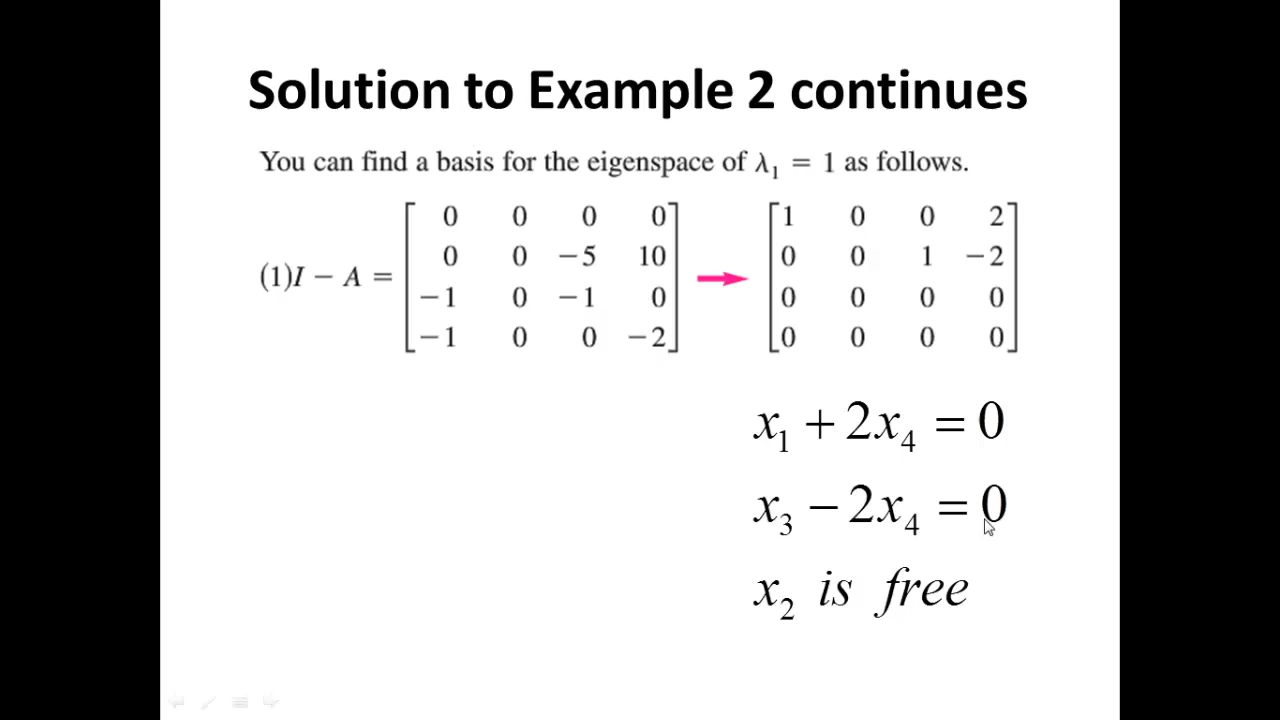 Solution to Example 2 continues
You can find a basis for the eigenspace of λ₁ = 1 as follows.
(1)I − A = [0 0 0 0; 0 0 −5 10; −1 0 −1 0; −1 0 0 −2] → [1 0 0 2; 0 0 1 −2; 0 0 0 0; 0 0 0 0]
x₁ + 2x₄ = 0
x₃ − 2x₄ = 0
x₂ is free